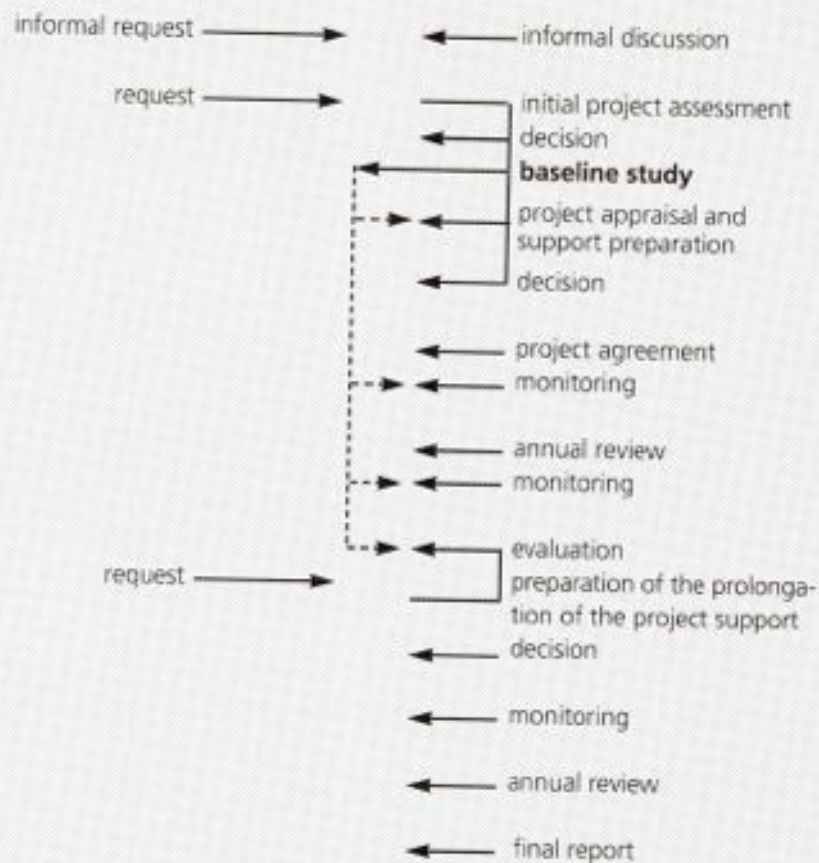 informal request
informal discussion
request
initial project assessment
decision
baseline study
project appraisal and
support preparation
decision
project agreement
monitoring
annual review
monitoring
evaluation
request
preparation of the prolonga-
tion of the project support
decision
monitoring
annual review
final report